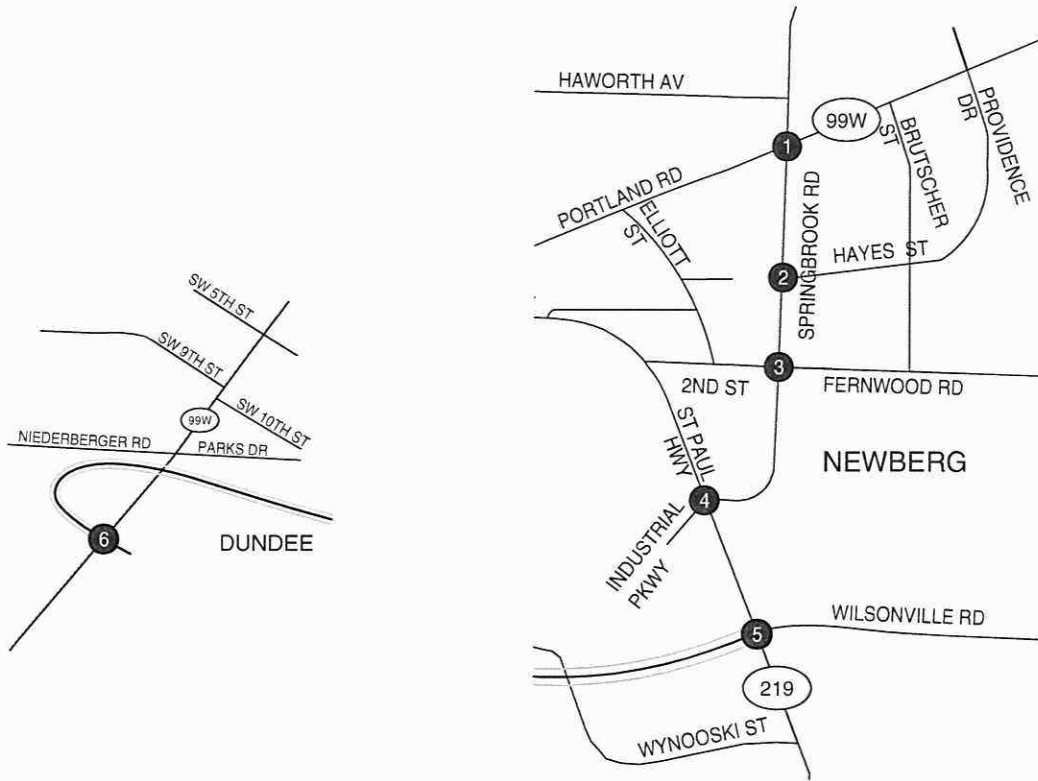 HAWORTH AV
99W
PROVIDENCE
DR
BRUTSCHER
ST
1
PORTLAND RD
ELLIOTT
ST
SPRINGBROOK RD
HAYES ST
2
3
2ND ST
FERNWOOD RD
ST PAUL
HWY
NEWBERG
4
INDUSTRIAL
PKWY
5
WILSONVILLE RD
219
WYNOOSKI ST
SW 5TH ST
SW 9TH ST
99W
SW 10TH ST
NIEDERBERGER RD
PARKS DR
6
DUNDEE